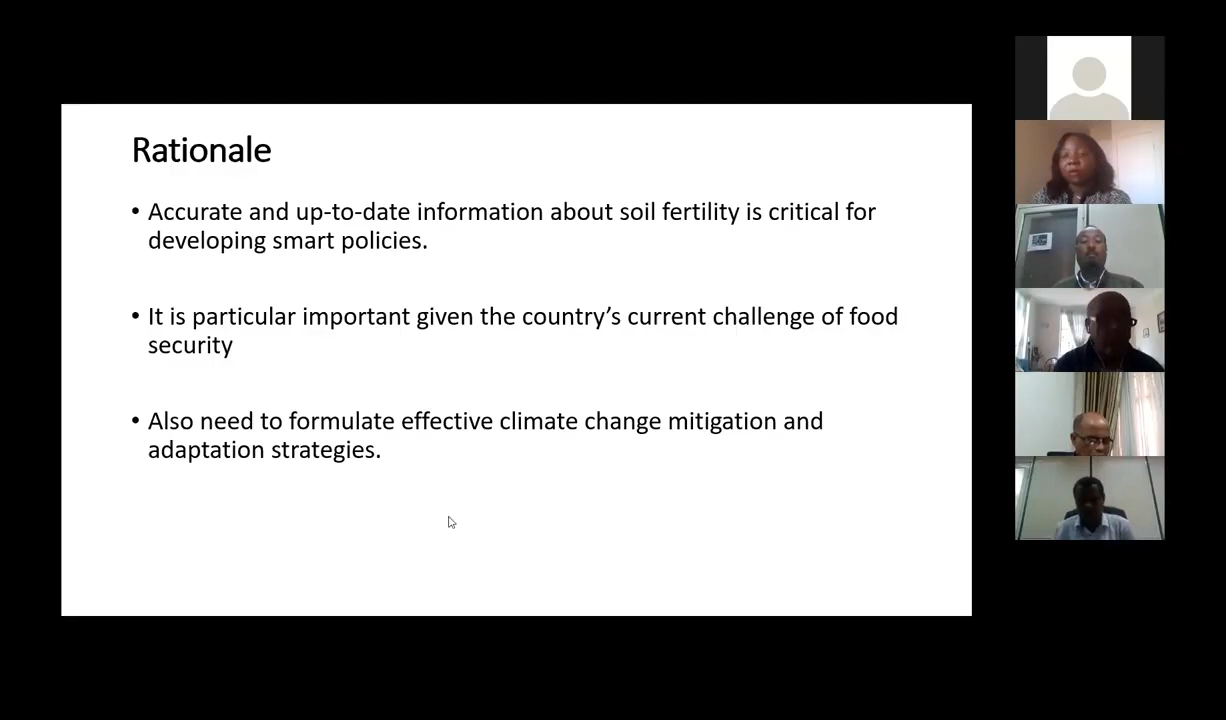 Rationale
• Accurate and up-to-date information about soil fertility is critical for
developing smart policies.
• It is particular important given the country’s current challenge of food
security
• Also need to formulate effective climate change mitigation and
adaptation strategies.